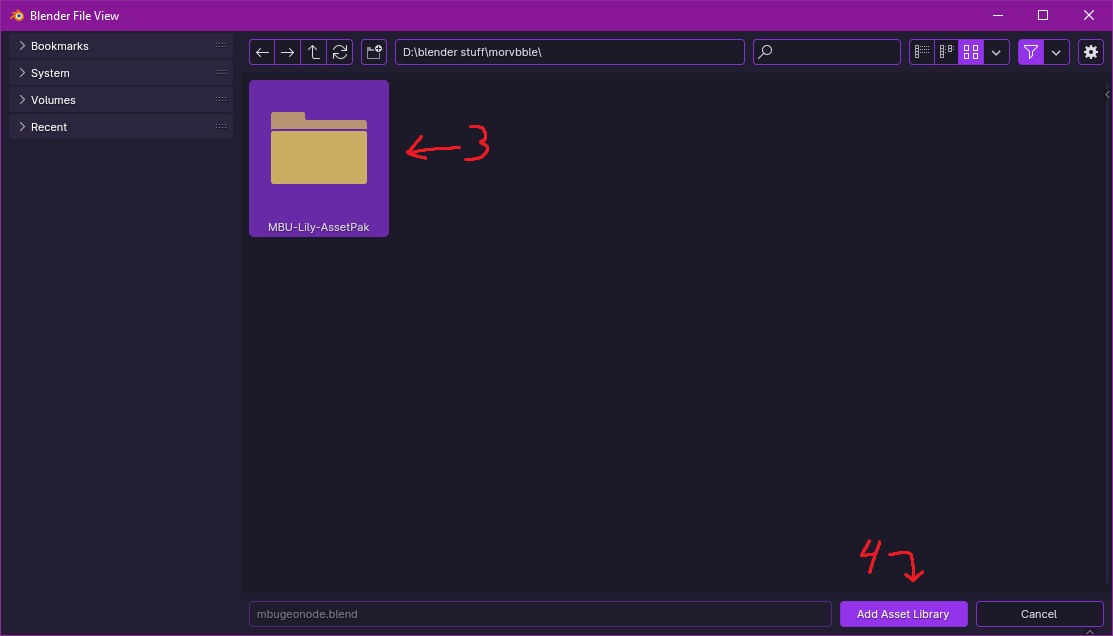 Blender File View
Bookmarks
System
Volumes
Recent
D:\blender stuff\morvbble\
3
MBU-Lily-AssetPak
4
mbugeonode.blend
Add Asset Library
Cancel